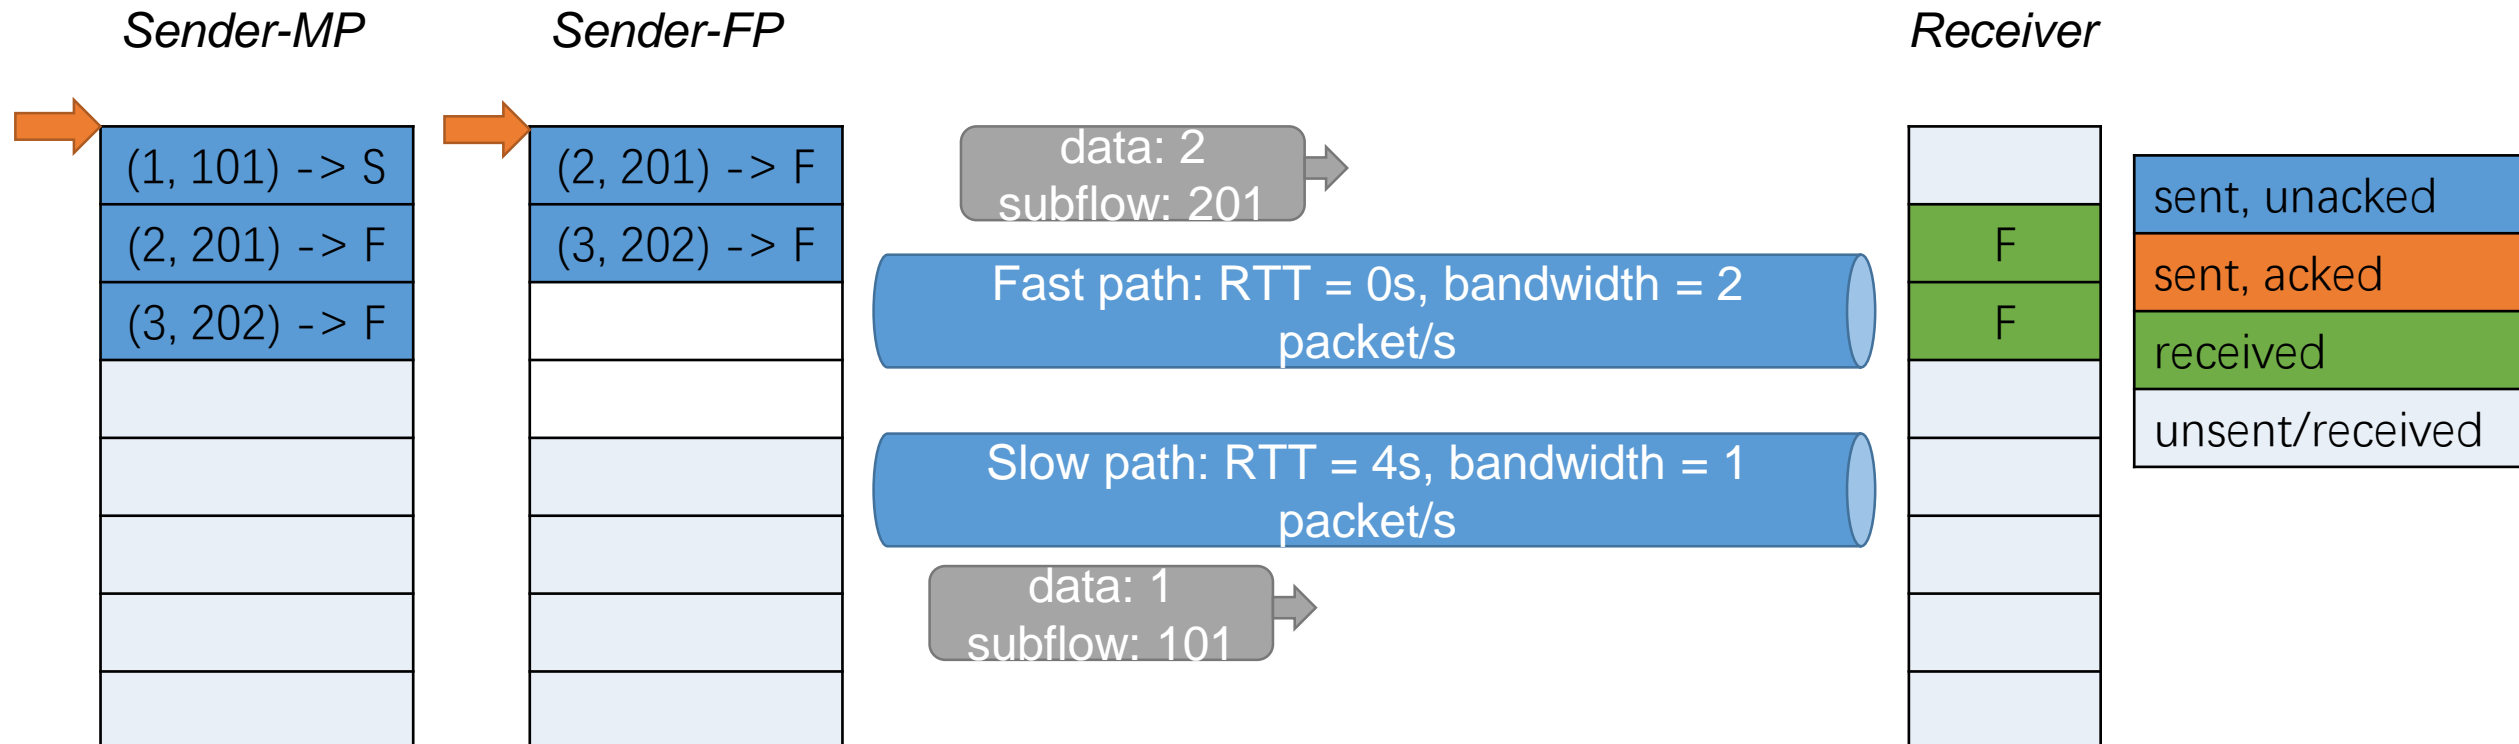 Sender-MP
Sender-FP
Receiver
(1, 101) -> S
(2, 201) -> F
(3, 202) -> F
(2, 201) -> F
(3, 202) -> F
data: 2
subflow: 201
Fast path: RTT = 0s, bandwidth = 2
packet/s
Slow path: RTT = 4s, bandwidth = 1
packet/s
data: 1
subflow: 101
F
F
sent, unacked
sent, acked
received
unsent/received